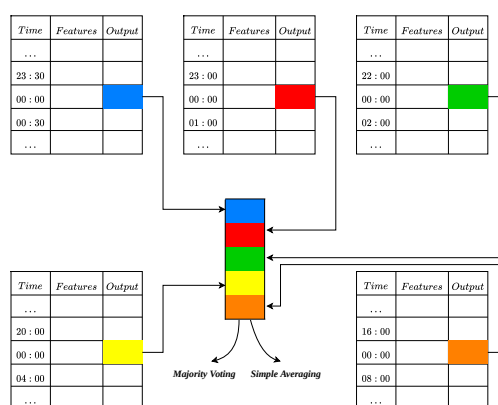 Time Features Output
...
23 : 30
00 : 00
00 : 30
...
Time Features Output
...
23 : 00
00 : 00
01 : 00
...
Time Features Output
...
22 : 00
00 : 00
02 : 00
...
Time Features Output
...
20 : 00
00 : 00
04 : 00
...
Time Features Output
...
16 : 00
00 : 00
08 : 00
...
Majority Voting
Simple Averaging